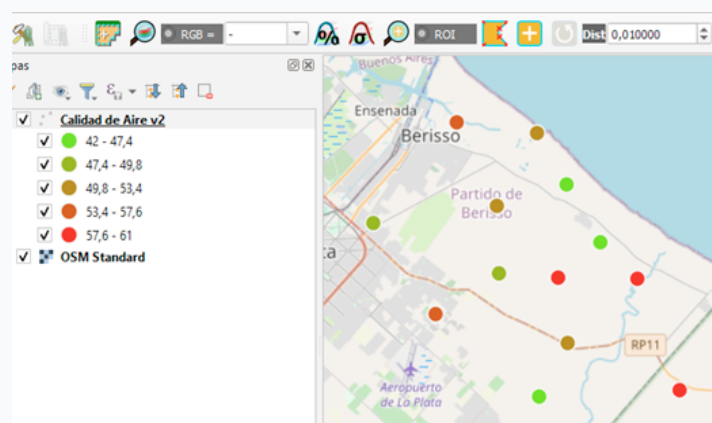 RGB = -
ROI
Dist 0,010000
pas
Calidad de Aire v2
42 - 47,4
47,4 - 49,8
49,8 - 53,4
53,4 - 57,6
57,6 - 61
OSM Standard
Buenos Aires
Ensenada
Berisso
Partido de
Berisso
ta
RP11
Aeropuerto
de La Plata